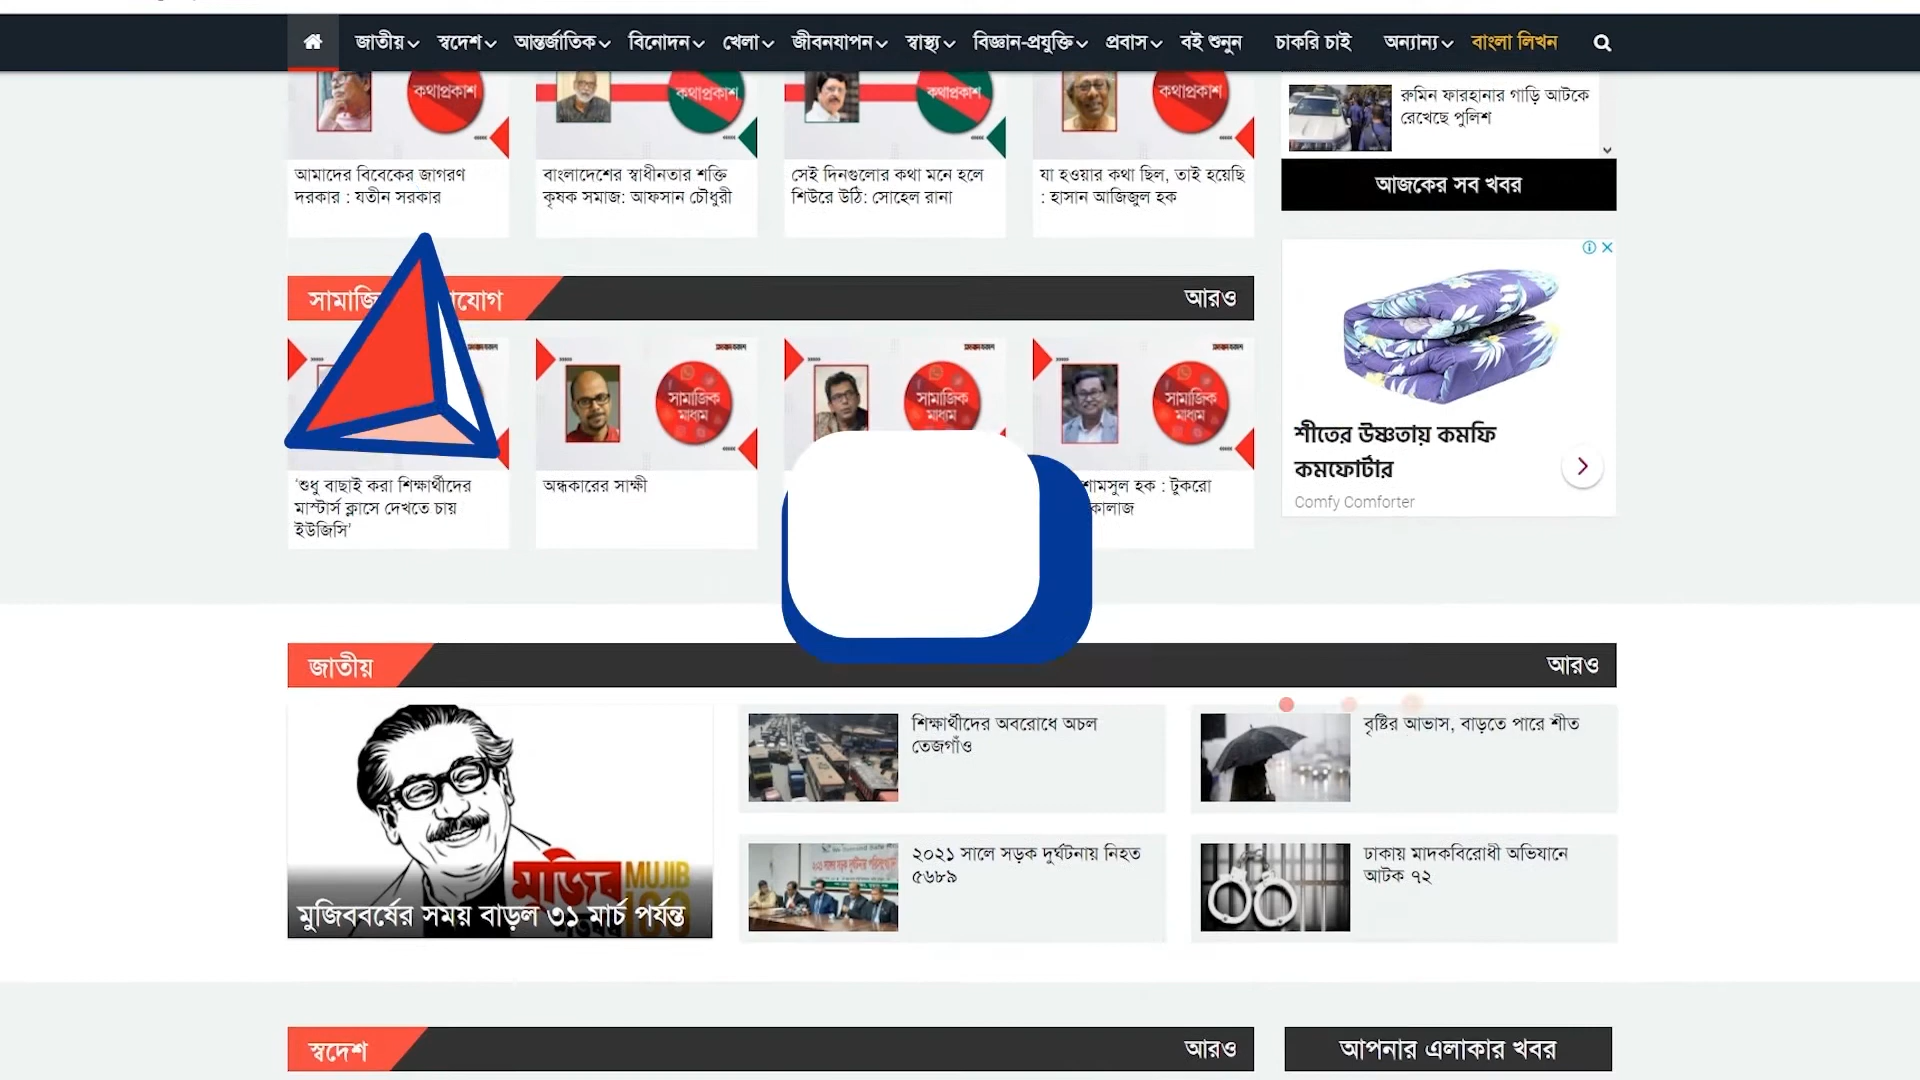 জাতীয় স্বদেশ আন্তর্জাতিক বিনোদন খেলা জীবনযাপন স্বাস্থ্য বিজ্ঞান-প্রযুক্তি প্রবাস বই শুনুন চাকরি চাই অন্যান্য বাংলা লিখন
কথাপ্রকাশ
কথাপ্রকাশ
কথাপ্রকাশ
কথাপ্রকাশ
আমাদের বিবেকের জাগরণ
দরকার : যতীন সরকার
বাংলাদেশের স্বাধীনতার শক্তি
কৃষক সমাজ: আফসান চৌধুরী
সেই দিনগুলোর কথা মনে হলে
শিউরে উঠি: সোহেল রানা
যা হওয়ার কথা ছিল, তাই হয়েছি
: হাসান আজিজুল হক
রুমিন ফারহানার গাড়ি আটকে
রেখেছে পুলিশ
আজকের সব খবর
আরও
সামাজিক
মাধ্যম
সামাজিক
মাধ্যম
সামাজিক
মাধ্যম
‘শুধু বাছাই করা শিক্ষার্থীদের
মাস্টার্স ক্লাসে দেখতে চায়
ইউজিসি’
অন্ধকারের সাক্ষী
শামসুল হক : টুকরো
কোলাজ
শীতের উষ্ণতায় কমফি
কমফোর্টার
Comfy Comforter
জাতীয়
আরও
মুজিব MUJIB
100
মুজিববর্ষের সময় বাড়ল ৩১ মার্চ পর্যন্ত
শিক্ষার্থীদের অবরোধে অচল
তেজগাঁও
বৃষ্টির আভাস, বাড়তে পারে শীত
২০২১ সালে সড়ক দুর্ঘটনায় নিহত
৫৬৮৯
ঢাকায় মাদকবিরোধী অভিযানে
আটক ৭২
স্বদেশ
আরও
আপনার এলাকার খবর